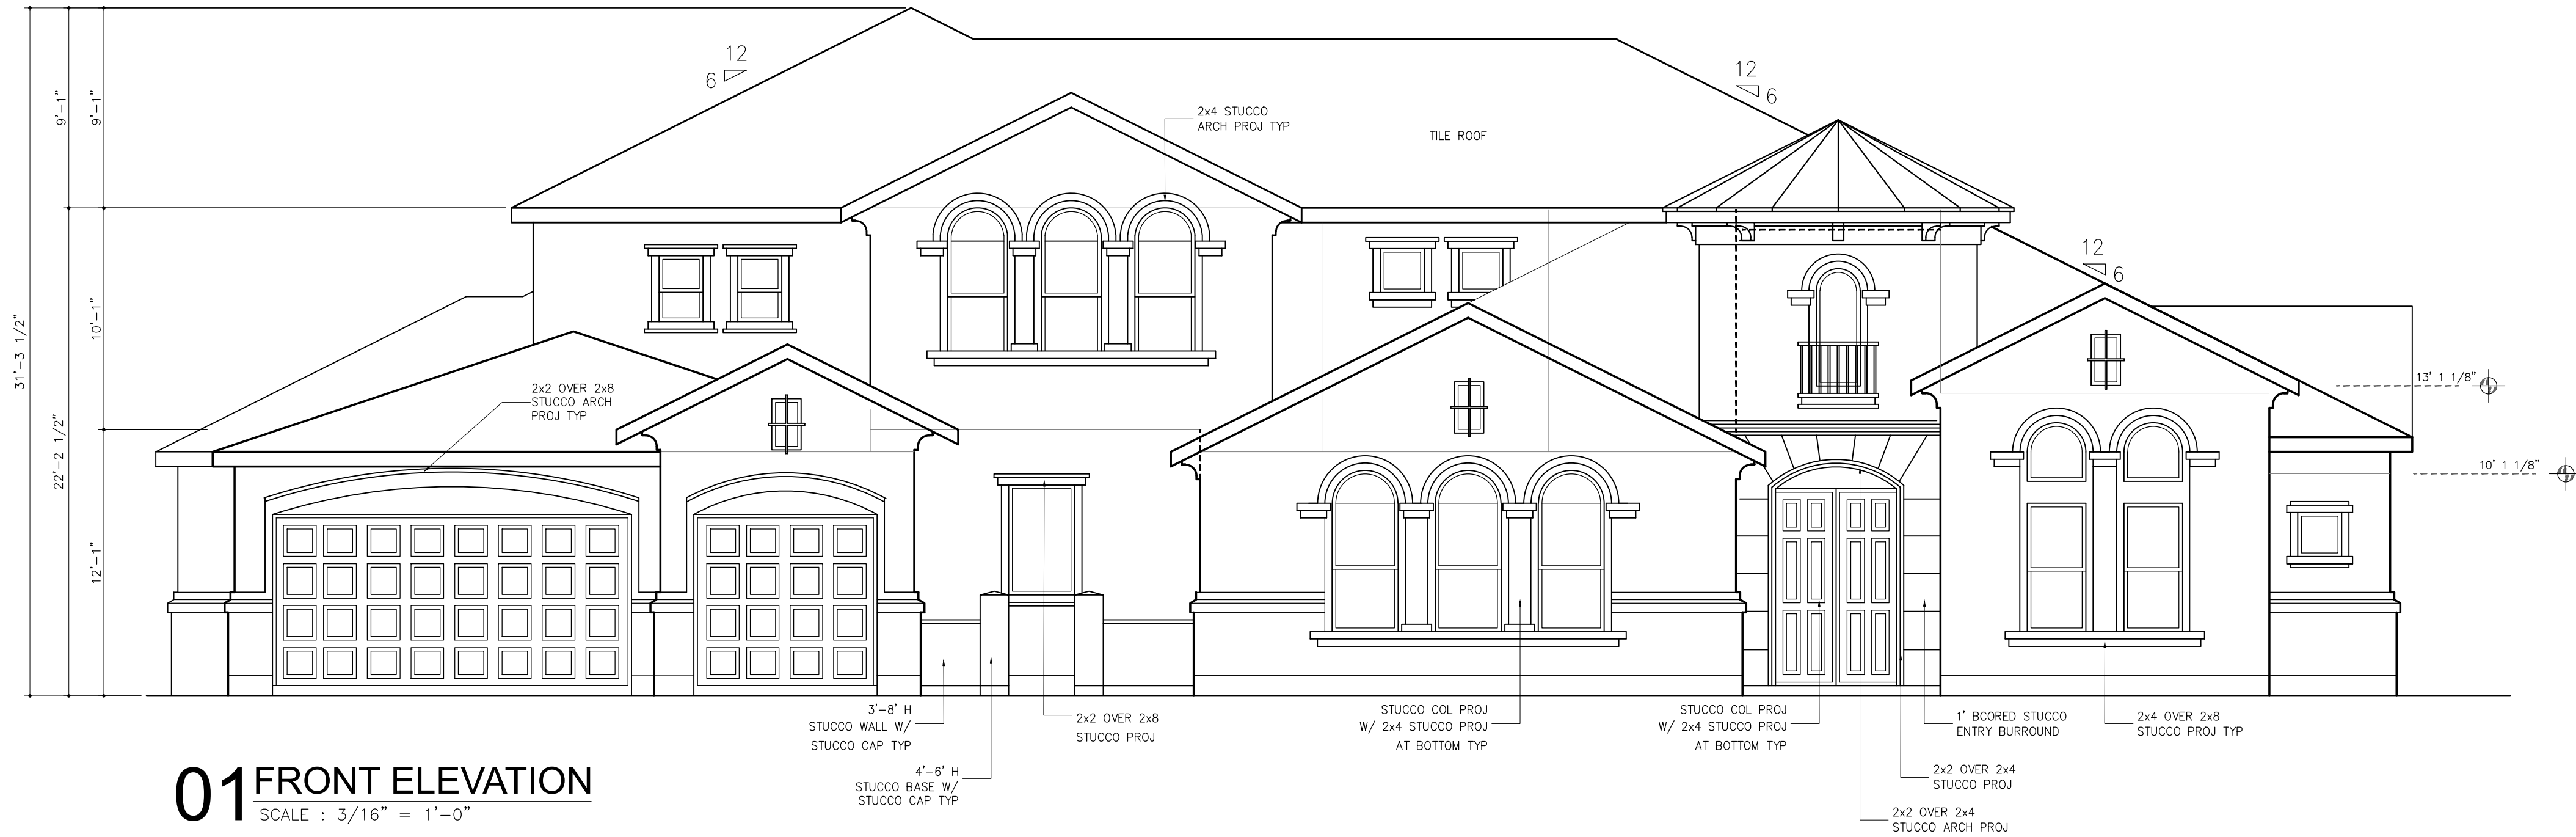 12
6
12
6
9'-1"
9'-1"
2x4 STUCCO
ARCH PROJ TYP
TILE ROOF
12
6
31'-3 1/2"
10'-1"
22'-2 1/2"
12'-1"
2x2 OVER 2x8
STUCCO ARCH
PROJ TYP
13' 1 1/8"
10' 1 1/8"
3'-8' H
STUCCO WALL W/
STUCCO CAP TYP
4'-6' H
STUCCO BASE W/
STUCCO CAP TYP
2x2 OVER 2x8
STUCCO PROJ
STUCCO COL PROJ
W/ 2x4 STUCCO PROJ
AT BOTTOM TYP
STUCCO COL PROJ
W/ 2x4 STUCCO PROJ
AT BOTTOM TYP
1' BCORED STUCCO
ENTRY BURROUND
2x4 OVER 2x8
STUCCO PROJ TYP
2x2 OVER 2x4
STUCCO PROJ
2x2 OVER 2x4
STUCCO ARCH PROJ
01 FRONT ELEVATION
SCALE : 3/16" = 1'-0"